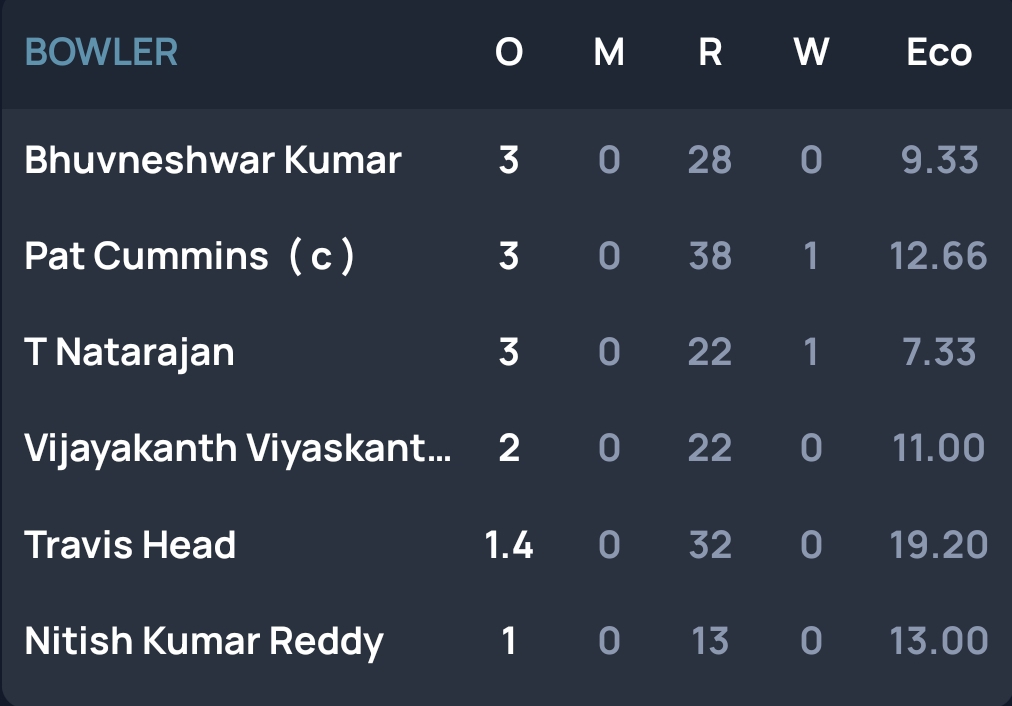 BOWLER O M R W Eco
Bhuvneshwar Kumar 3 0 28 0 9.33
Pat Cummins ( c ) 3 0 38 1 12.66
T Natarajan 3 0 22 1 7.33
Vijayakanth Viyaskant... 2 0 22 0 11.00
Travis Head 1.4 0 32 0 19.20
Nitish Kumar Reddy 1 0 13 0 13.00